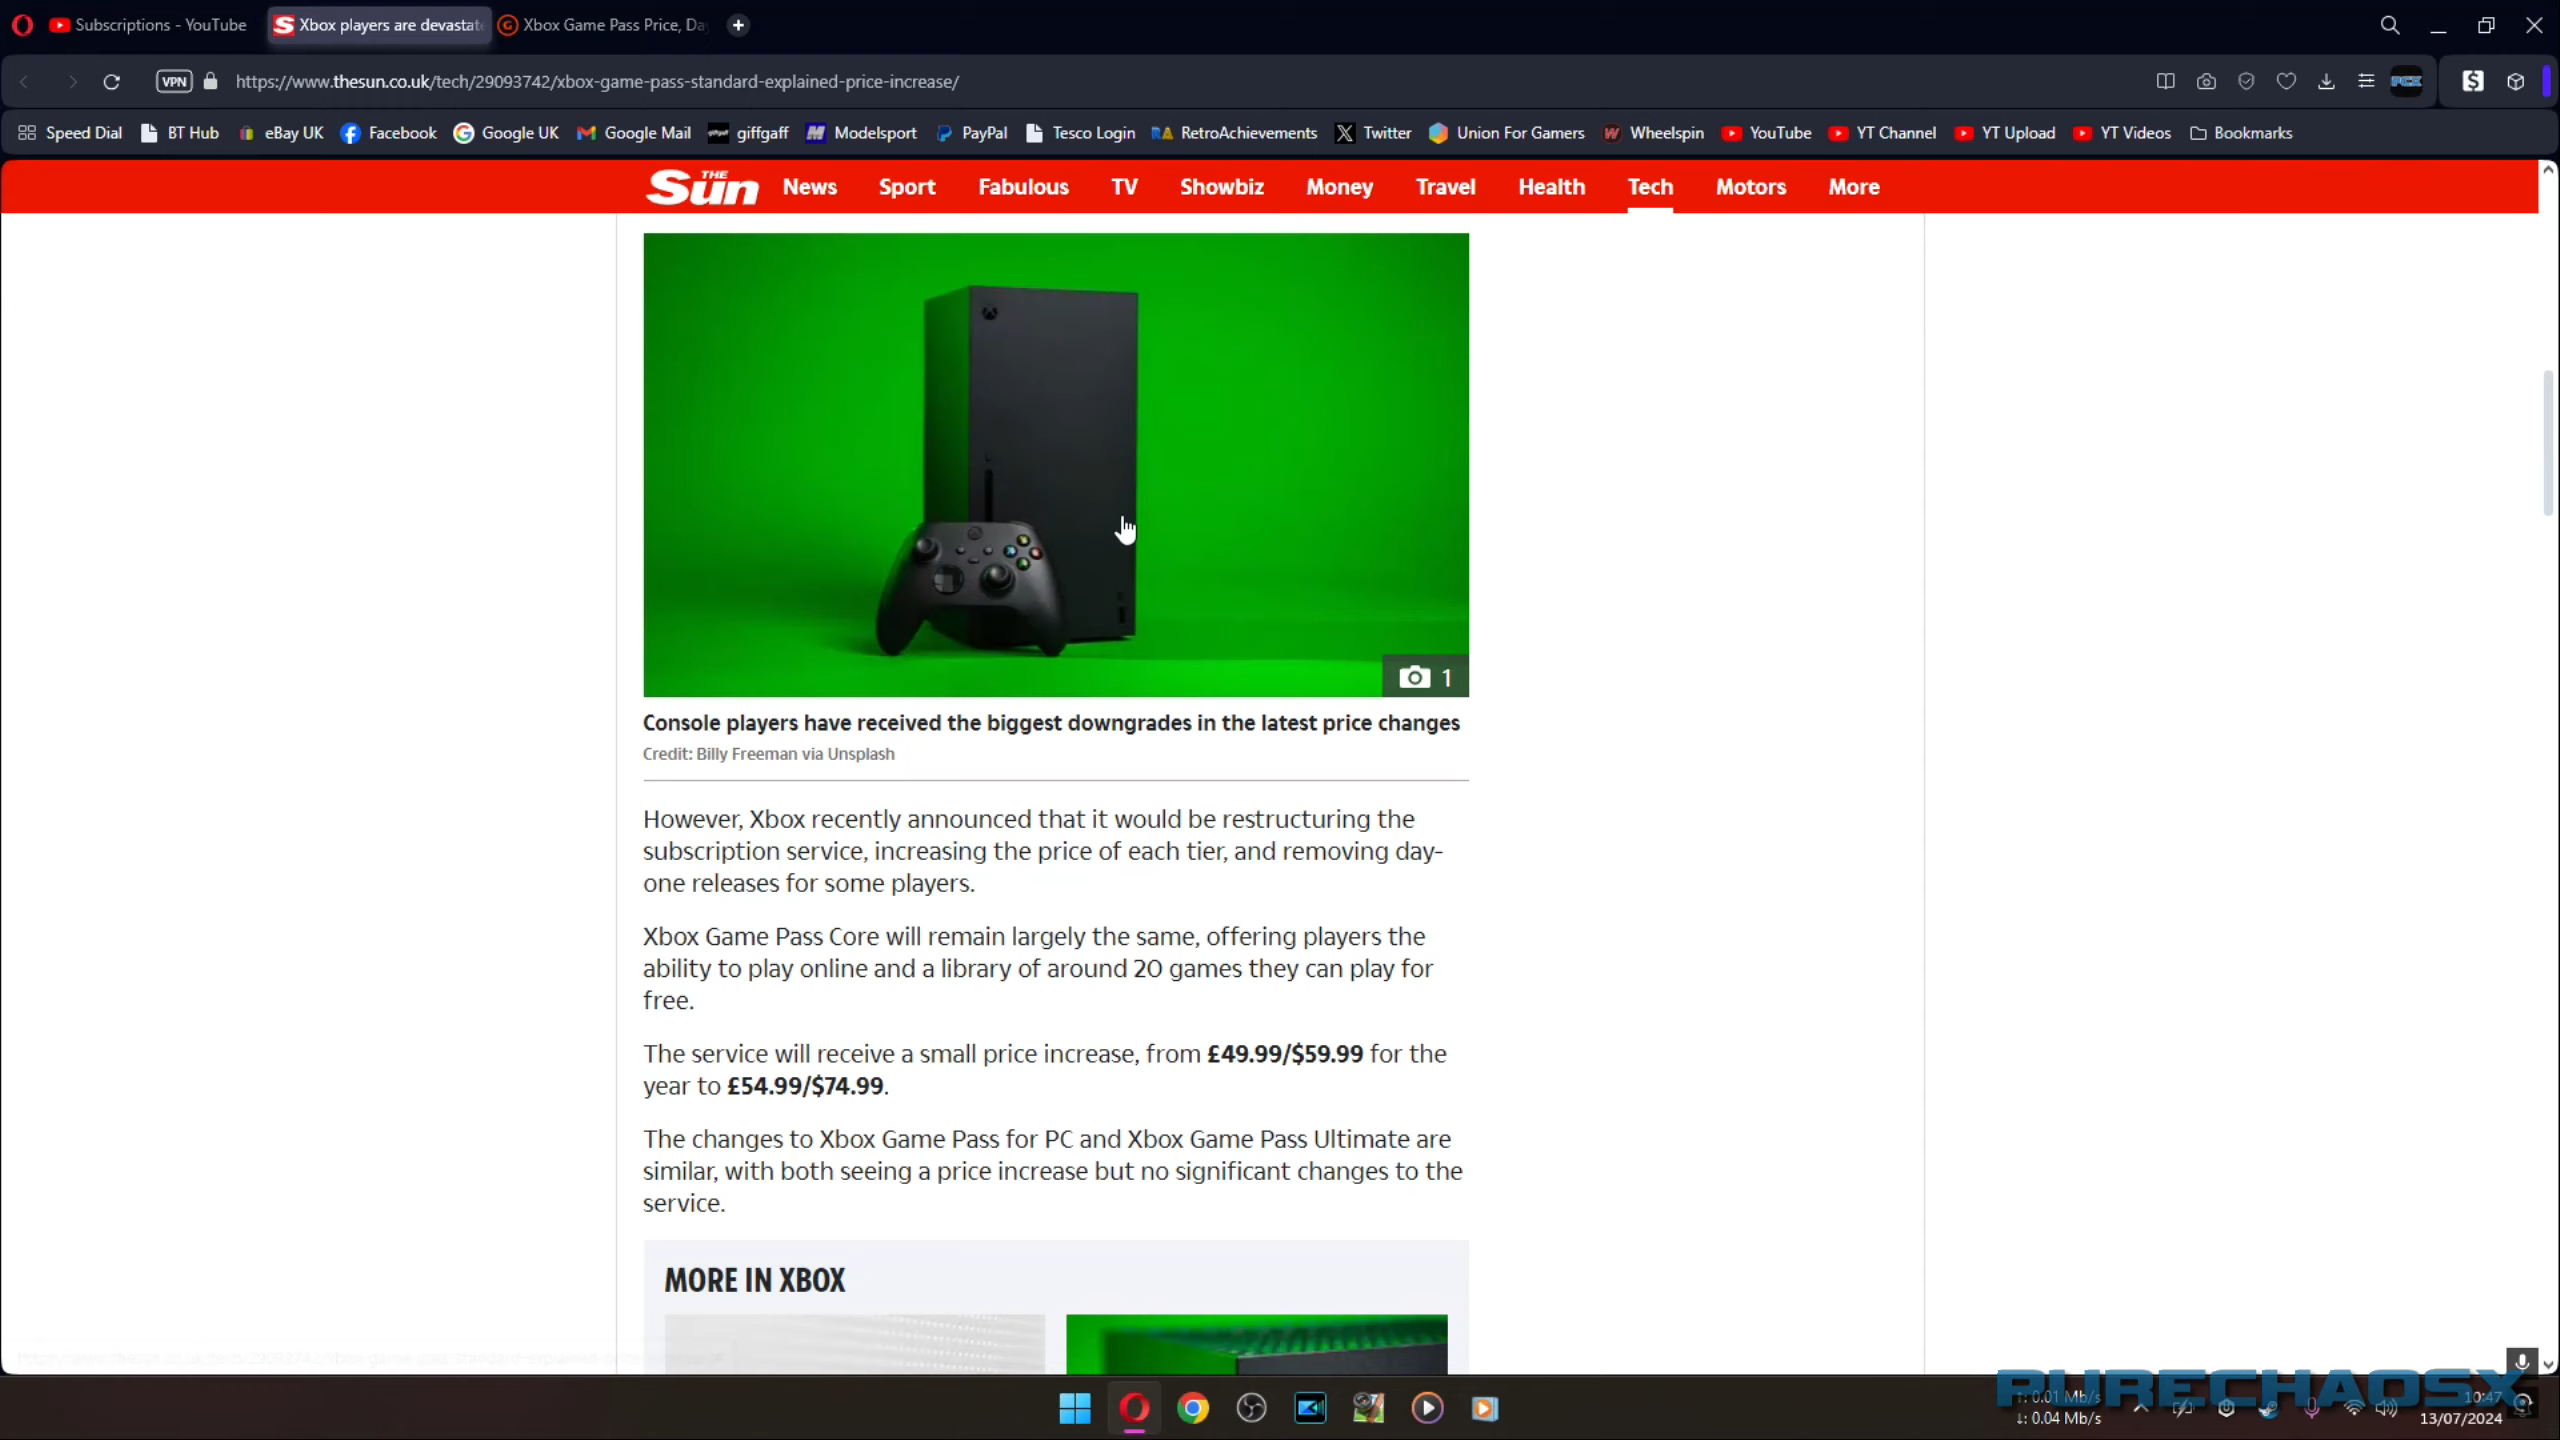 Subscriptions - YouTube
Xbox players are devastat
Xbox Game Pass Price, Da
VPN
https://www.thesun.co.uk/tech/29093742/xbox-game-pass-standard-explained-price-increase/
PCX
Speed Dial
BT Hub
eBay UK
Facebook
Google UK
Google Mail
giffgaff
Modelsport
PayPal
Tesco Login
RetroAchievements
Twitter
Union For Gamers
Wheelspin
YouTube
YT Channel
YT Upload
YT Videos
Bookmarks
THE Sun
News
Sport
Fabulous
TV
Showbiz
Money
Travel
Health
Tech
Motors
More
1
Console players have received the biggest downgrades in the latest price changes
Credit: Billy Freeman via Unsplash
However, Xbox recently announced that it would be restructuring the
subscription service, increasing the price of each tier, and removing day-
one releases for some players.
Xbox Game Pass Core will remain largely the same, offering players the
ability to play online and a library of around 20 games they can play for
free.
The service will receive a small price increase, from £49.99/$59.99 for the
year to £54.99/$74.99.
The changes to Xbox Game Pass for PC and Xbox Game Pass Ultimate are
similar, with both seeing a price increase but no significant changes to the
service.
MORE IN XBOX
PURECHAOSX
↑: 0.01 Mb/s
↓: 0.04 Mb/s
10:47
13/07/2024